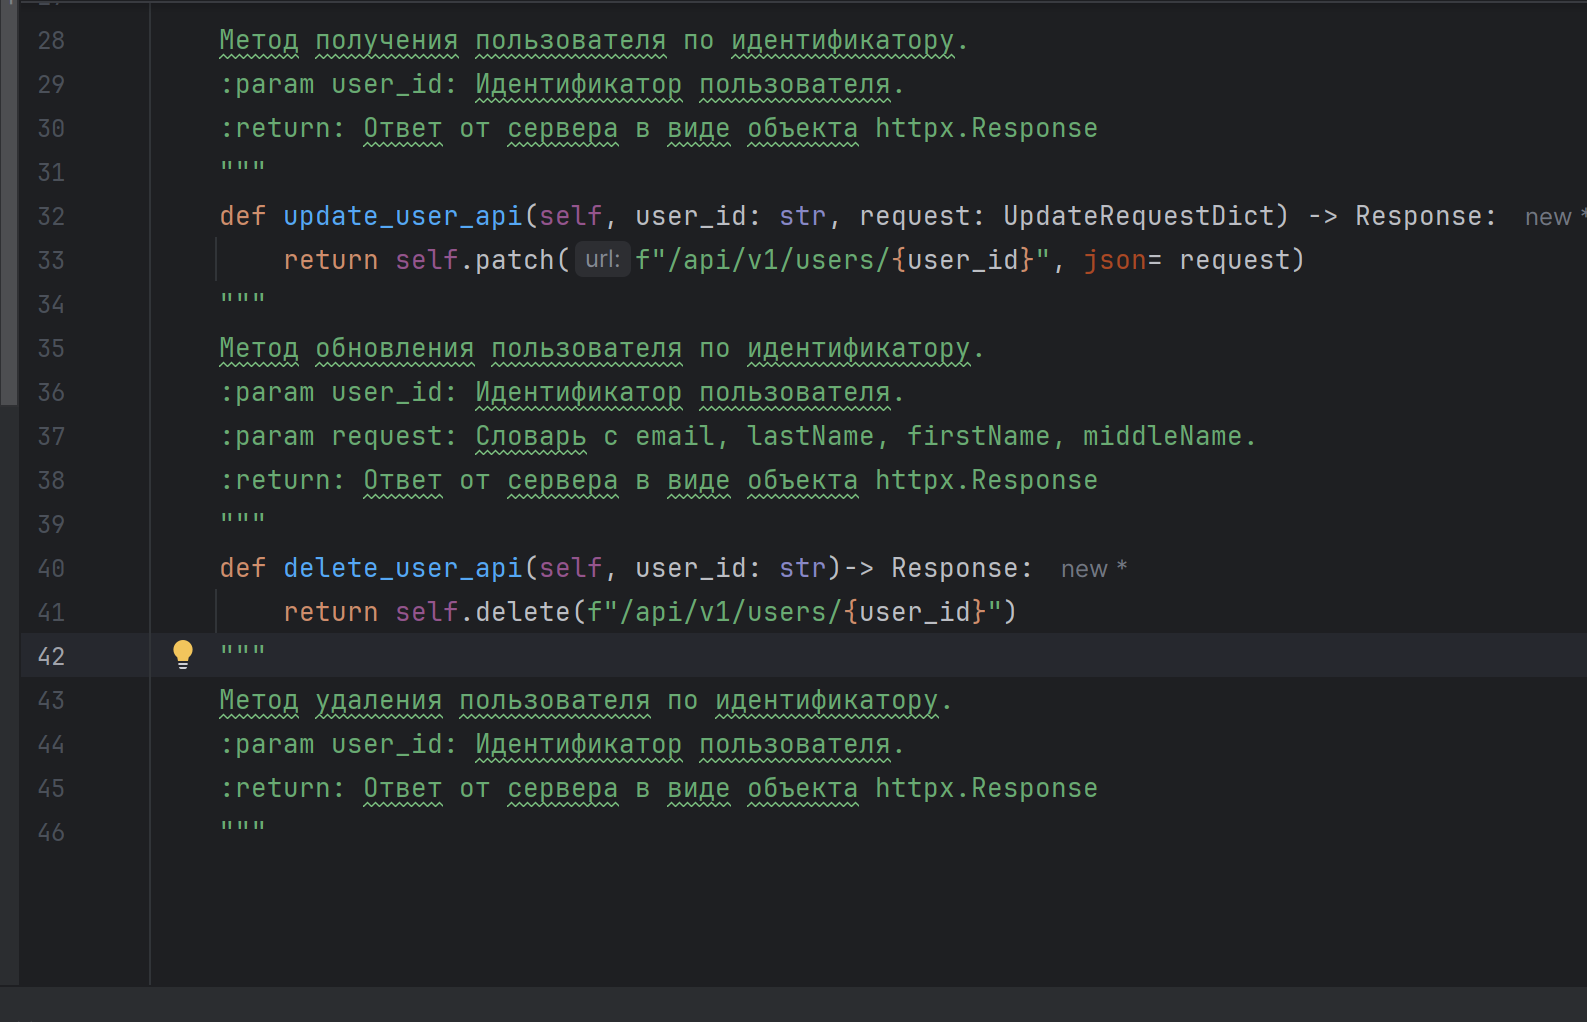 28 Метод получения пользователя по идентификатору.
29 :param user_id: Идентификатор пользователя.
30 :return: Ответ от сервера в виде объекта httpx.Response
31 """
32 def update_user_api(self, user_id: str, request: UpdateRequestDict) -> Response: new *
33 return self.patch( url: f"/api/v1/users/{user_id}", json= request)
34 """
35 Метод обновления пользователя по идентификатору.
36 :param user_id: Идентификатор пользователя.
37 :param request: Словарь с email, lastName, firstName, middleName.
38 :return: Ответ от сервера в виде объекта httpx.Response
39 """
40 def delete_user_api(self, user_id: str)-> Response: new *
41 return self.delete(f"/api/v1/users/{user_id}")
42 """
43 Метод удаления пользователя по идентификатору.
44 :param user_id: Идентификатор пользователя.
45 :return: Ответ от сервера в виде объекта httpx.Response
46 """